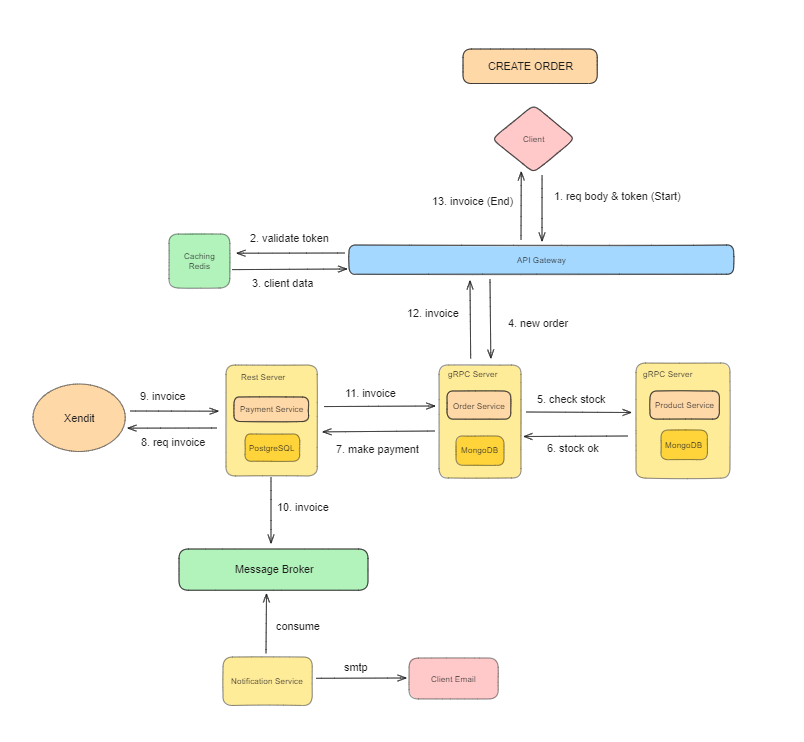 CREATE ORDER
Client
13. invoice (End)
1. req body & token (Start)
2. validate token
Caching
Redis
API Gateway
3. client data
12. invoice
4. new order
Rest Server
gRPC Server
gRPC Server
9. invoice
11. invoice
5. check stock
Xendit
Payment Service
Order Service
Product Service
8. req invoice
PostgreSQL
7. make payment
MongoDB
6. stock ok
MongoDB
10. invoice
Message Broker
consume
Notification Service
smtp
Client Email